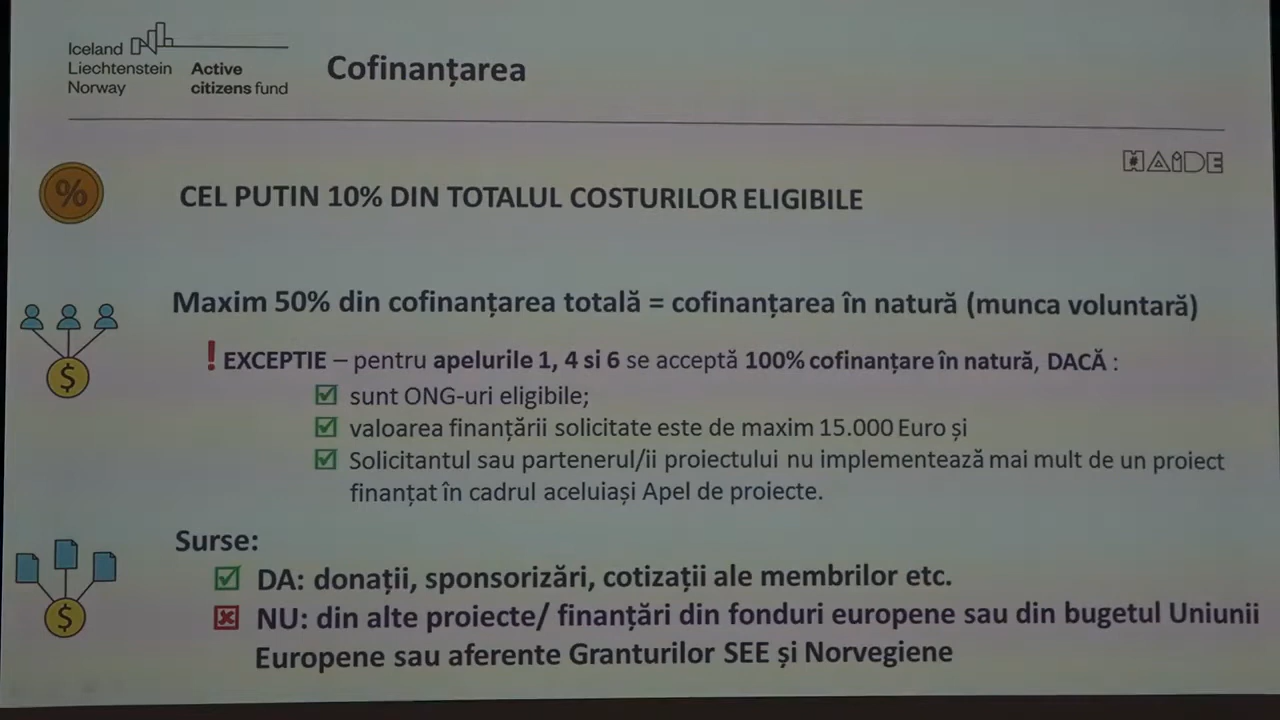 Iceland
Liechtenstein
Norway
Active
citizens fund
Cofinanțarea
HAIDE
%
CEL PUTIN 10% DIN TOTALUL COSTURILOR ELIGIBILE
Maxim 50% din cofinanțarea totală = cofinanțarea în natură (munca voluntară)
$
! EXCEPTIE – pentru apelurile 1, 4 si 6 se acceptă 100% cofinanțare în natură, DACĂ :
sunt ONG-uri eligibile;
valoarea finanțării solicitate este de maxim 15.000 Euro și
Solicitantul sau partenerul/ii proiectului nu implementează mai mult de un proiect
finanțat în cadrul aceluiași Apel de proiecte.
Surse:
$
DA: donații, sponsorizări, cotizații ale membrilor etc.
NU: din alte proiecte/ finanțări din fonduri europene sau din bugetul Uniunii
Europene sau aferente Granturilor SEE și Norvegiene